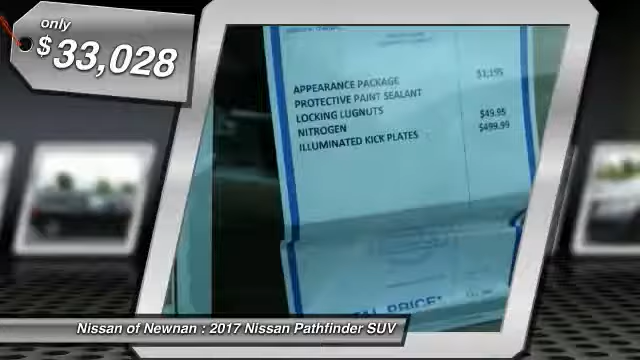 only
$33,028
APPEARANCE PACKAGE $1,195
PROTECTIVE PAINT SEALANT
LOCKING LUGNUTS
NITROGEN $49.95
ILLUMINATED KICK PLATES $499.99
PRICE
Nissan of Newnan : 2017 Nissan Pathfinder SUV